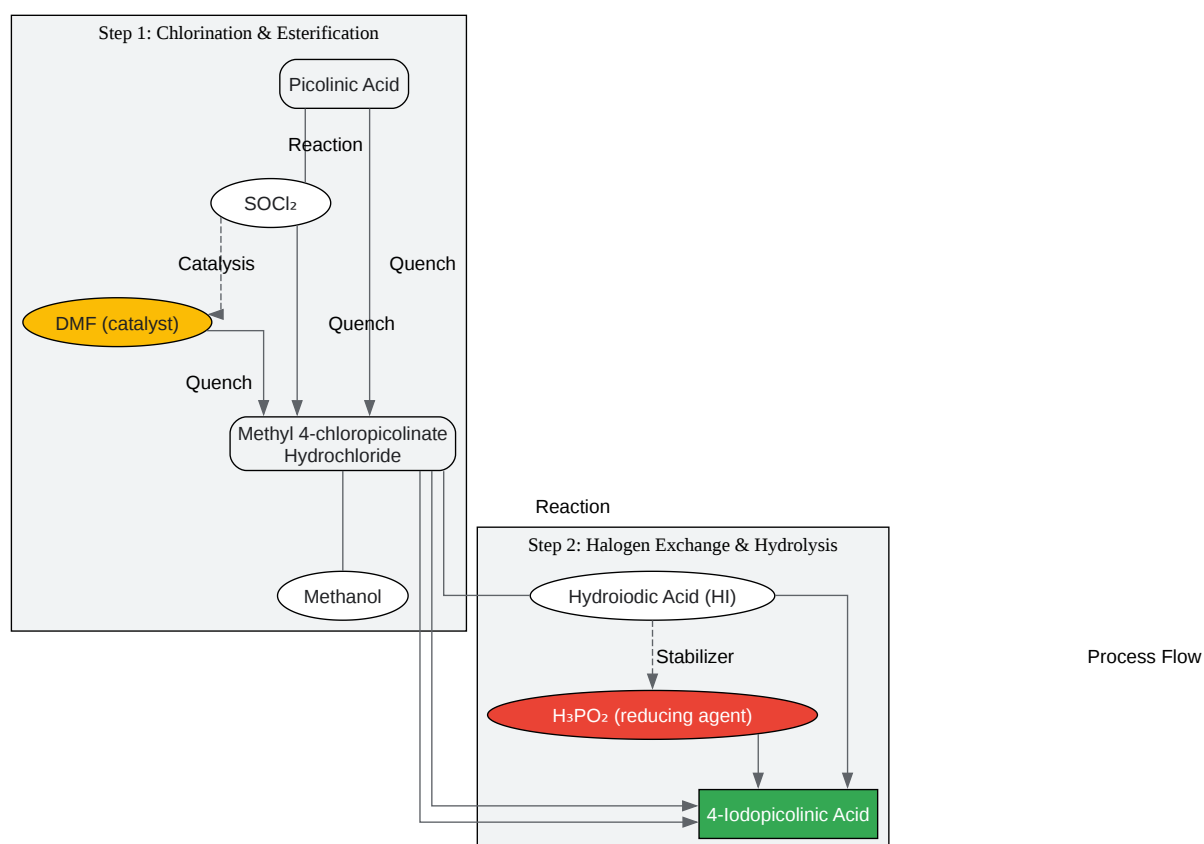 Step 1: Chlorination & Esterification
Picolinic Acid
Reaction
SOCl₂
Catalysis
Quench
DMF (catalyst)
Quench
Quench
Methyl 4-chloropicolinate
Hydrochloride
Reaction
Step 2: Halogen Exchange & Hydrolysis
Methanol
Hydroiodic Acid (HI)
Stabilizer
Process Flow
H₃PO₂ (reducing agent)
4-Iodopicolinic Acid